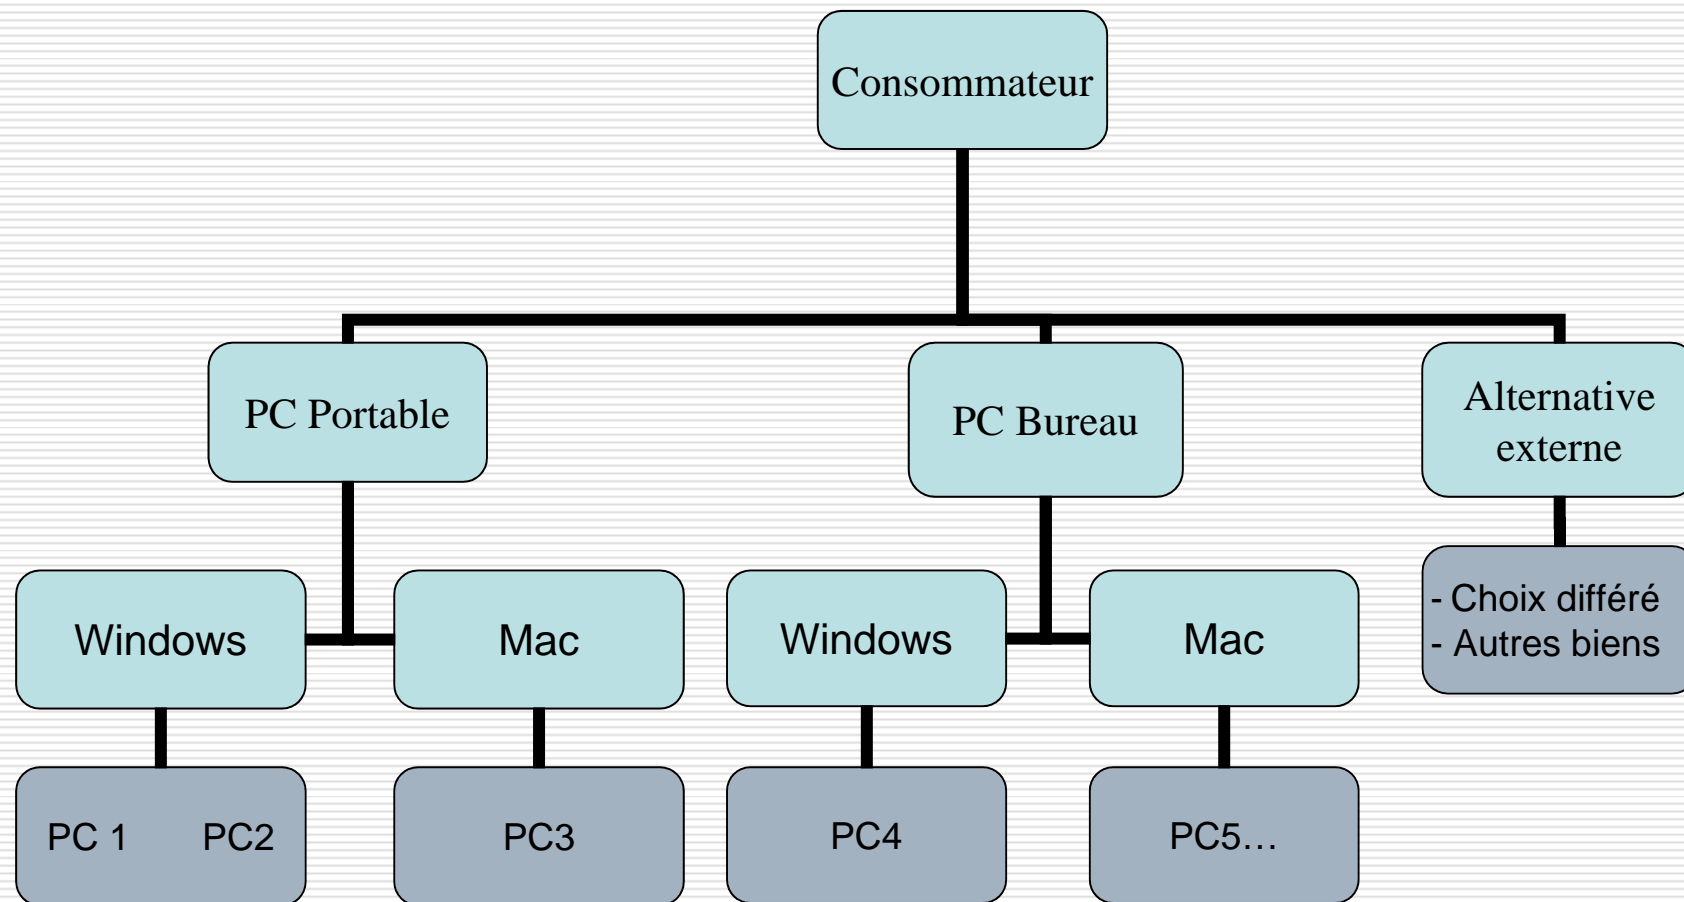 Consommateur
PC Portable
PC Bureau
Alternative
externe
Windows
Mac
Windows
Mac
- Choix différé
- Autres biens
PC 1 PC2
PC3
PC4
PC5…